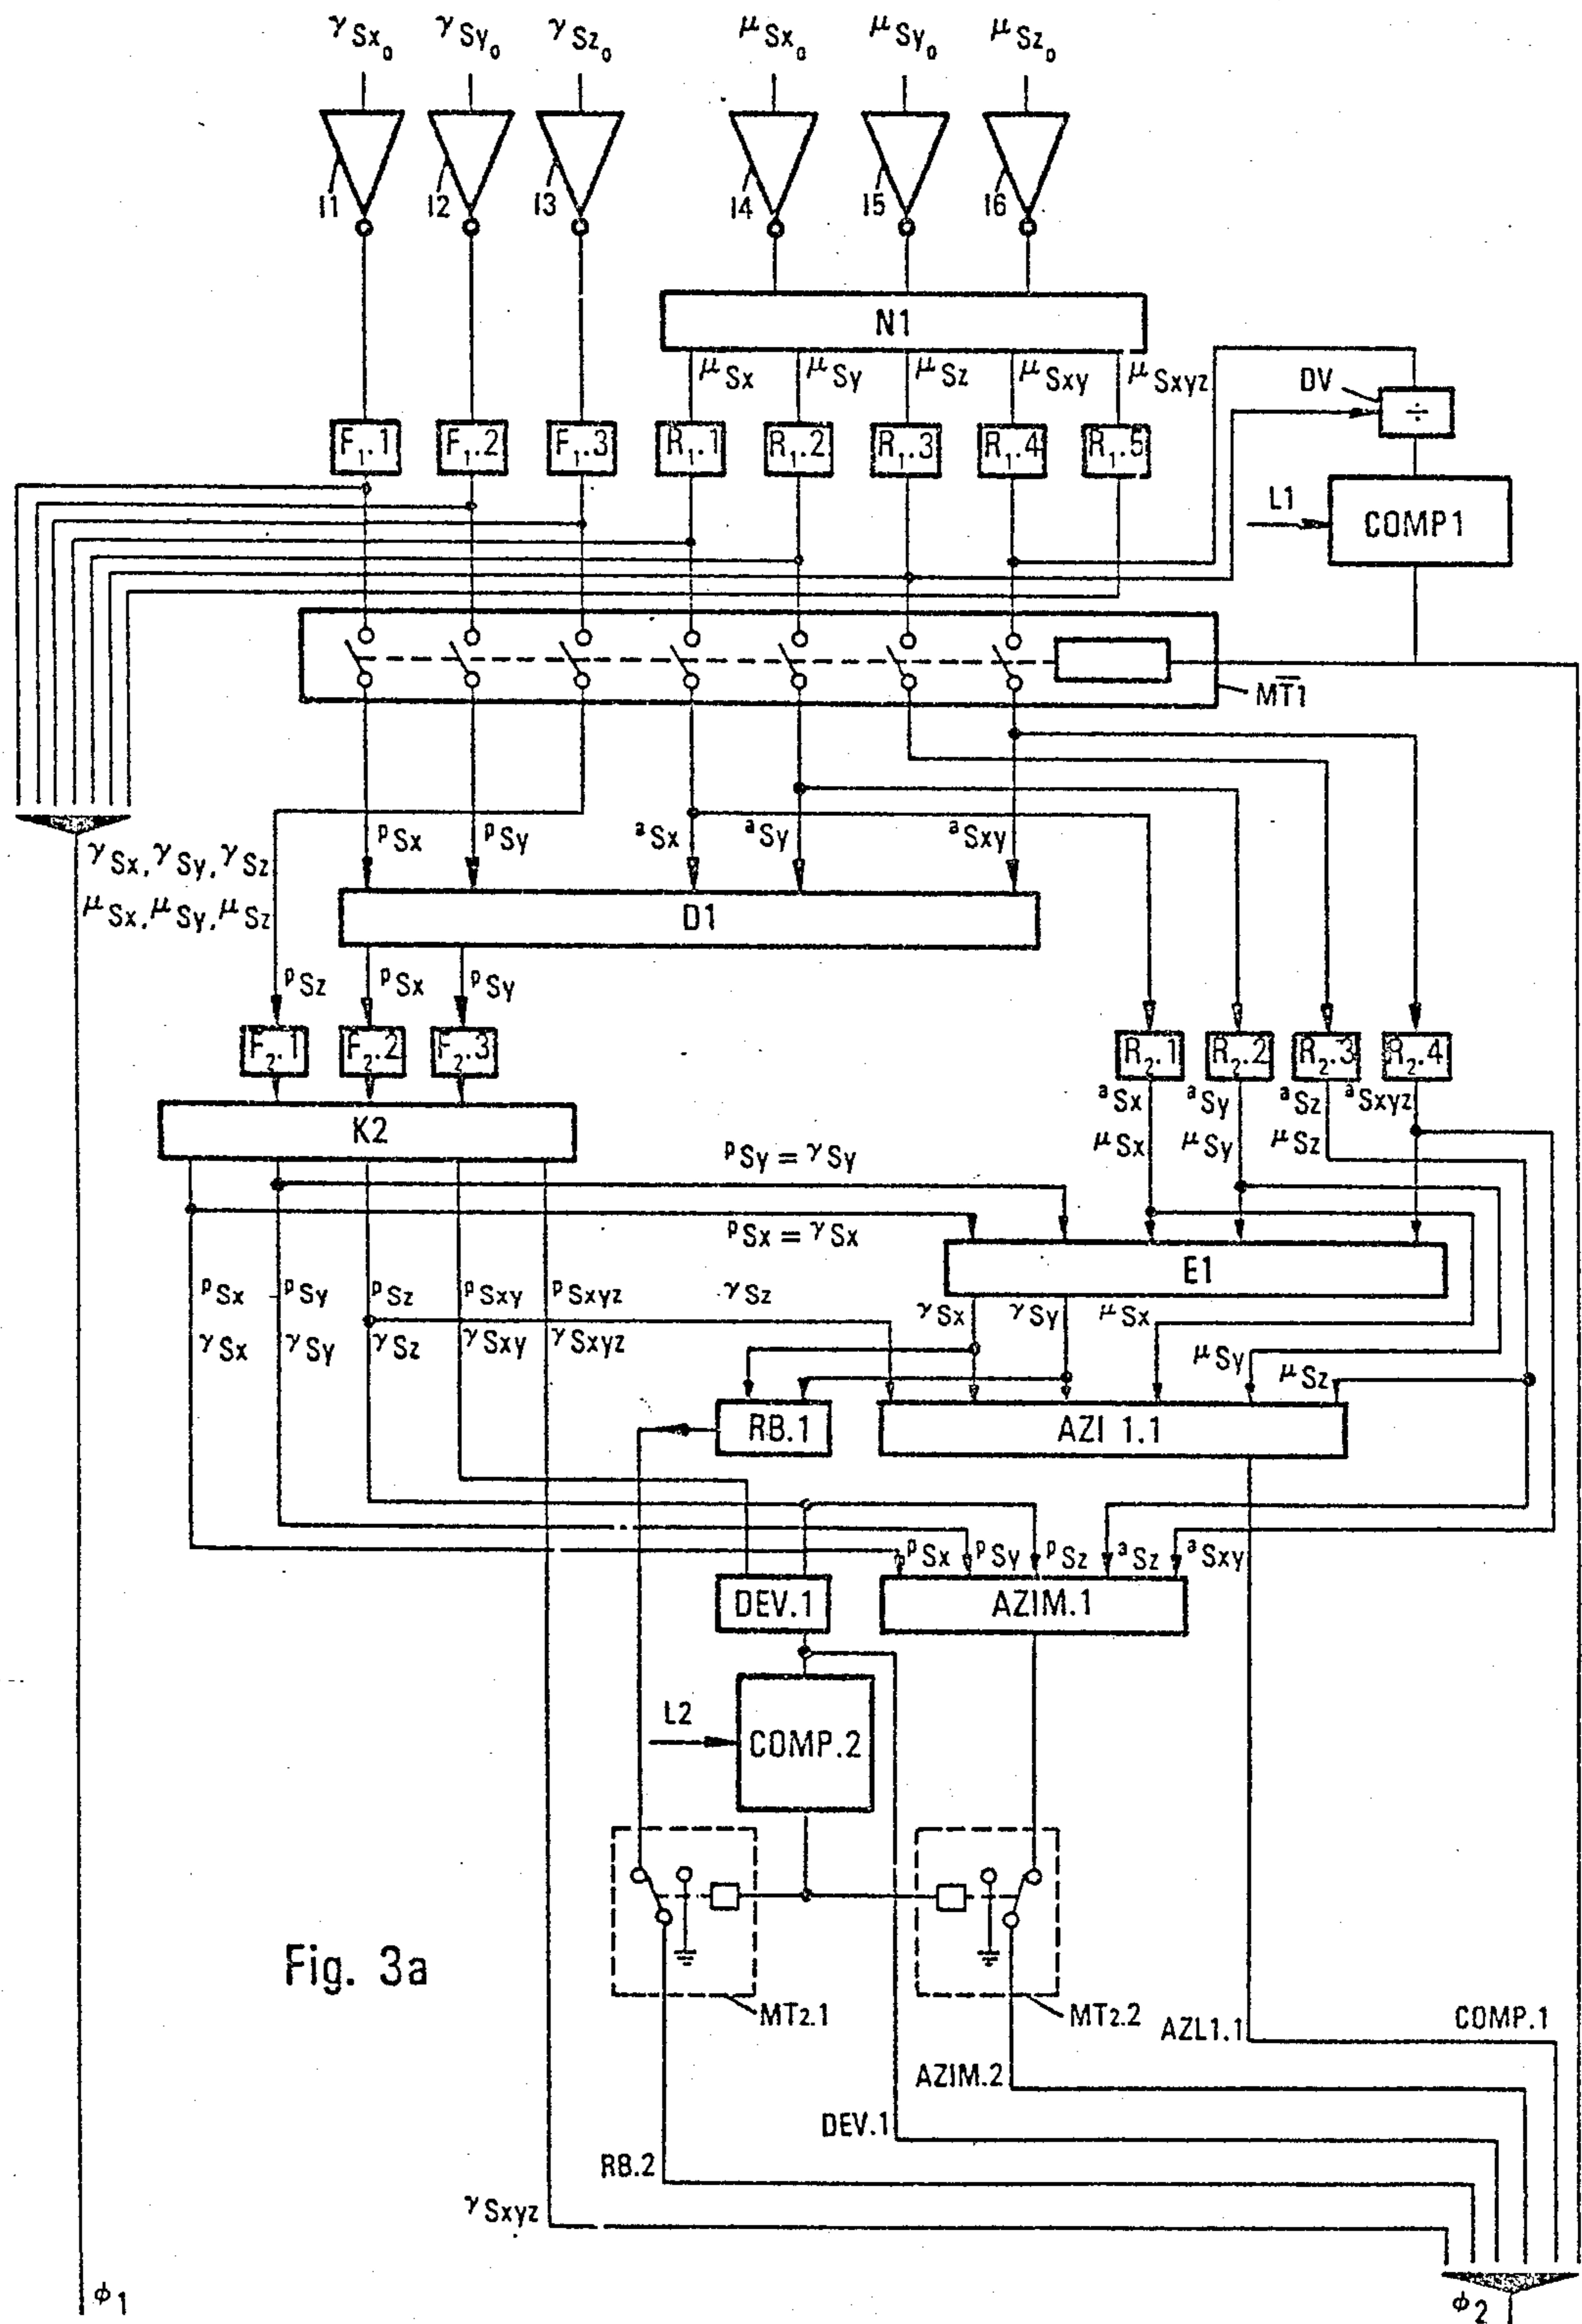 γSx₀ γSy₀ γSz₀ μSx₀ μSy₀ μSz₀
I1 I2 I3 I4 I5 I6
N1
μSx μSy μSz μSxy μSxyz
DV ÷
F₁.1 F₁.2 F₁.3 R₁.1 R₁.2 R₁.3 R₁.4 R₁.5
L1 COMP1
MT̅1
pSx pSy aSx aSy aSxy
γSx, γSy, γSz
μSx, μSy, μSz
D1
pSz pSx pSy
F₂.1 F₂.2 F₂.3 R₂.1 R₂.2 R₂.3 R₂.4
aSx aSy aSz aSxyz
K2
μSx μSy μSz
pSy = γSy
pSx = γSx
E1
pSx pSy pSz pSxy pSxyz γSz
γSx γSy μSx
γSx γSy γSz γSxy γSxyz
μSy μSz
RB.1 AZI 1.1
pSx pSy pSz aSz aSxy
DEV.1 AZIM.1
L2 COMP.2
Fig. 3a
MT₂.1 MT₂.2
AZL1.1 COMP.1
AZIM.2
DEV.1
RB.2
γSxyz
ϕ1 ϕ2